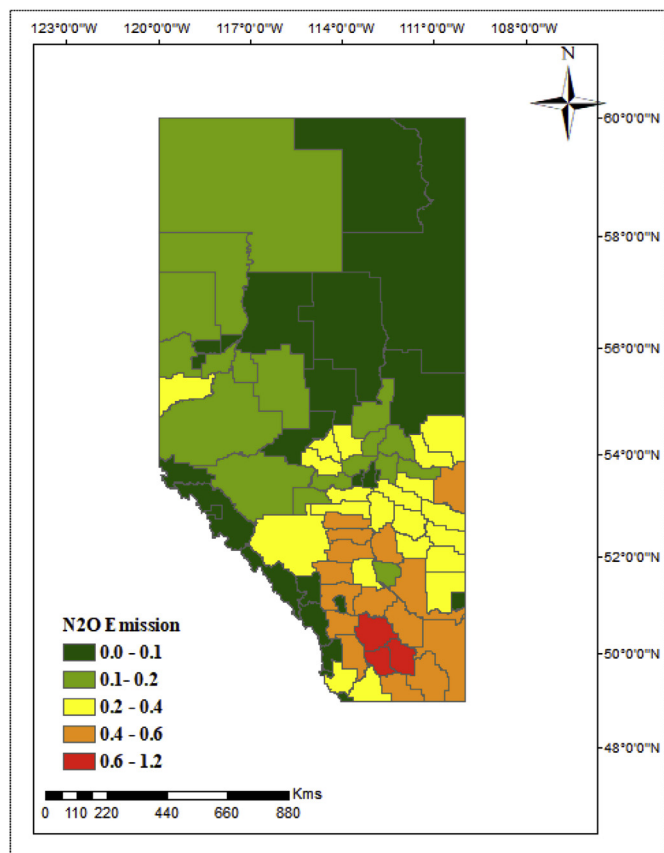 123°0'0"W 120°0'0"W 117°0'0"W 114°0'0"W 111°0'0"W 108°0'0"W
N
60°0'0"N
58°0'0"N
56°0'0"N
54°0'0"N
52°0'0"N
N2O Emission
0.0 - 0.1
50°0'0"N
0.1- 0.2
0.2 - 0.4
0.4 - 0.6
48°0'0"N
0.6 - 1.2
Kms
0 110 220 440 660 880